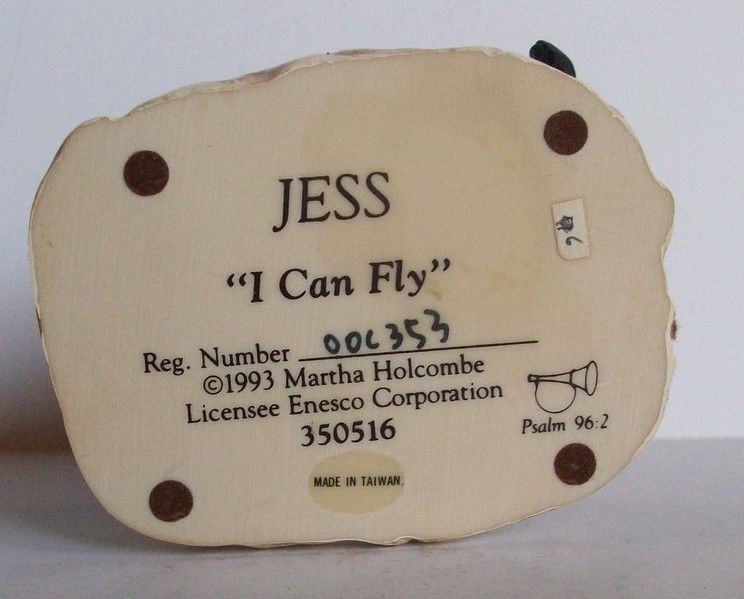 JESS
“I Can Fly”
Reg. Number 00C353
©1993 Martha Holcombe
Licensee Enesco Corporation
350516
Psalm 96:2
MADE IN TAIWAN.